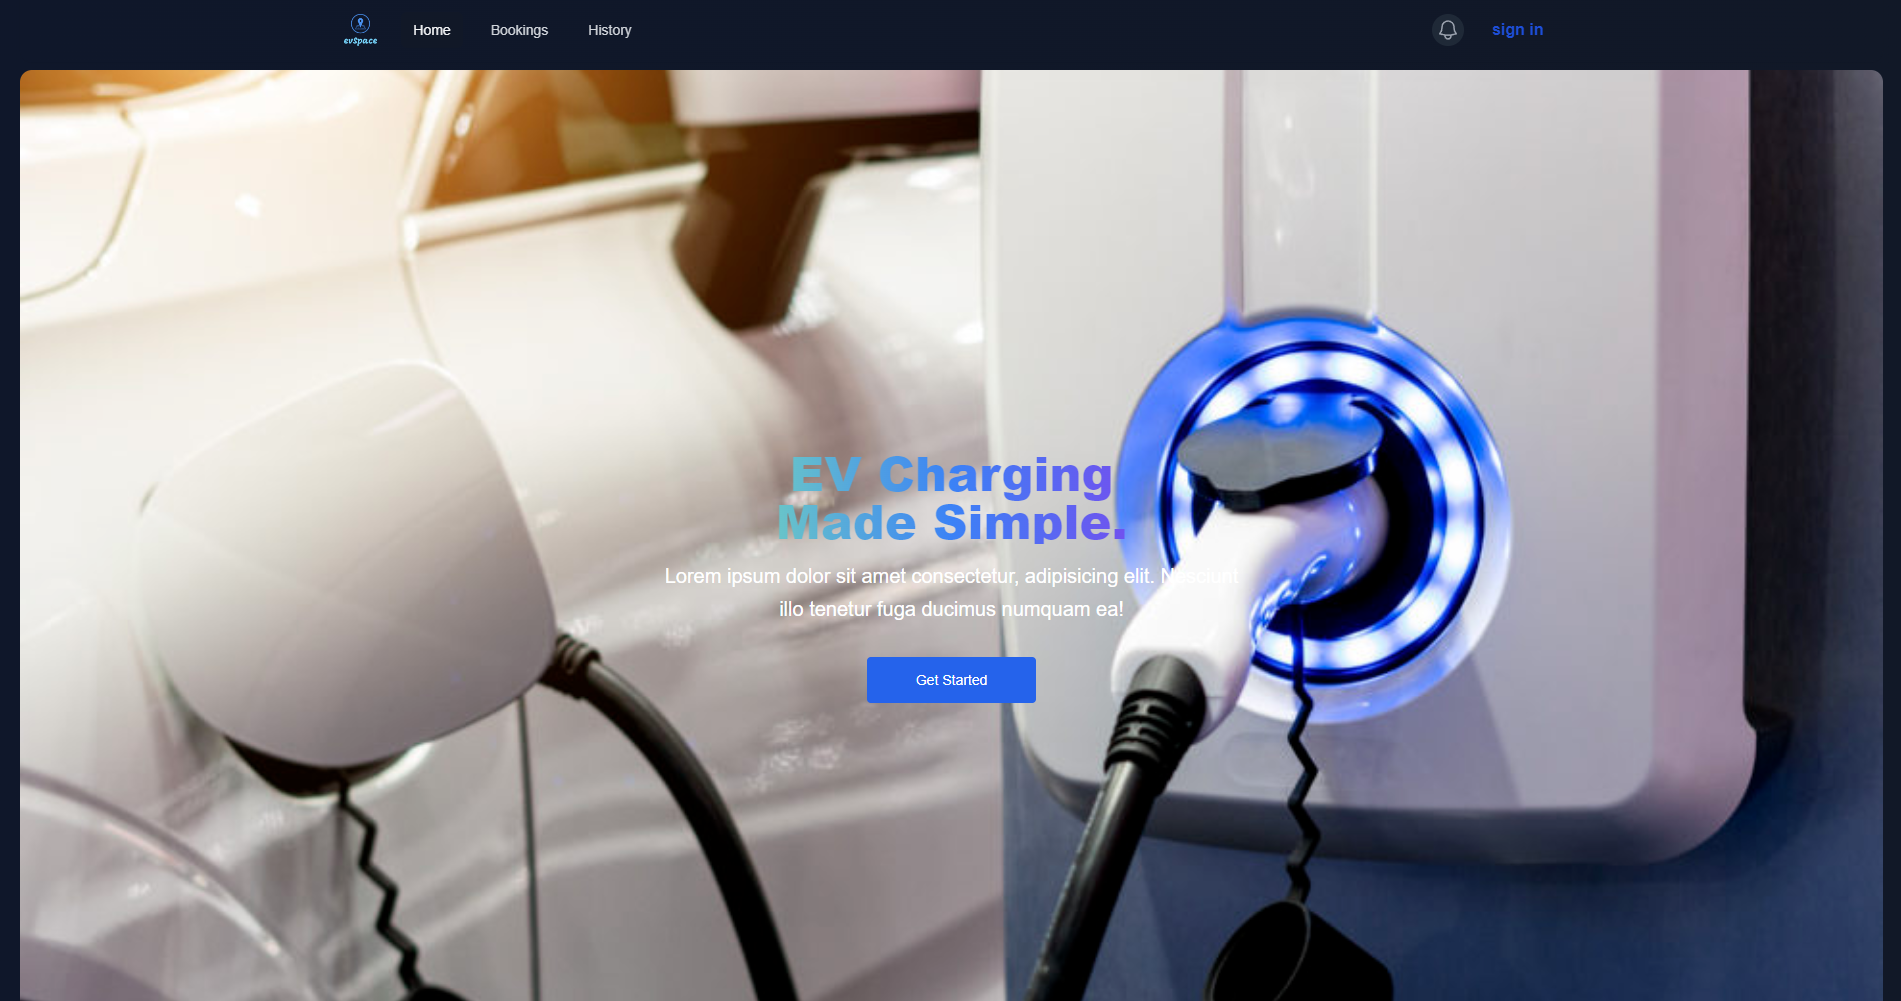 evSpace
Home
Bookings
History
sign in
EV Charging
Made Simple.
Lorem ipsum dolor sit amet consectetur, adipisicing elit. Nesciunt
illo tenetur fuga ducimus numquam ea!
Get Started